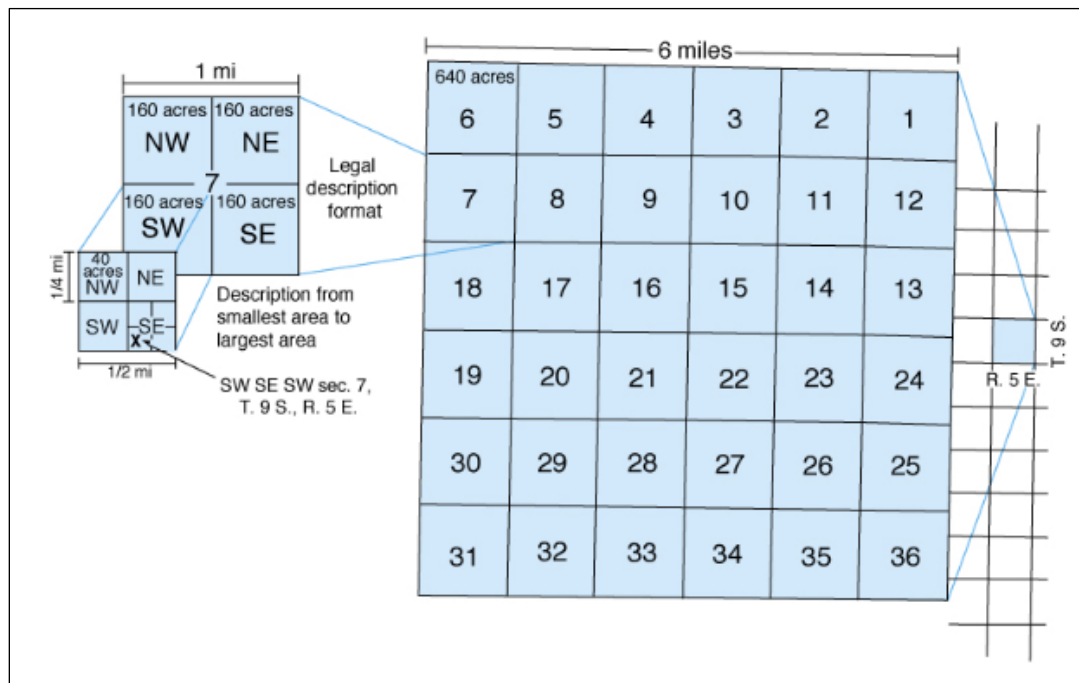 6 miles
1 mi
640 acres
6 5 4 3 2 1
7 8 9 10 11 12
18 17 16 15 14 13
19 20 21 22 23 24
30 29 28 27 26 25
31 32 33 34 35 36
160 acres 160 acres
NW NE
7
160 acres 160 acres
SW SE
Legal
description
format
40
acres
NW NE
SW SE
X
1/4 mi
1/2 mi
Description from
smallest area to
largest area
SW SE SW sec. 7,
T. 9 S., R. 5 E.
T. 9 S.
R. 5 E.